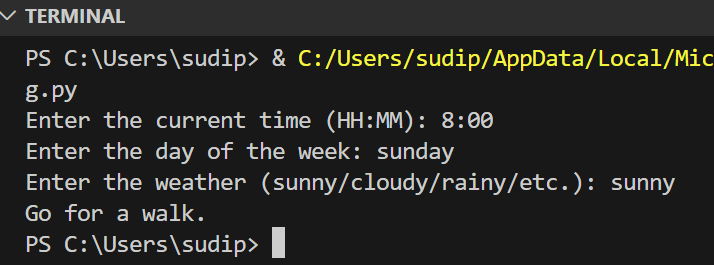 TERMINAL
PS C:\Users\sudip> & C:/Users/sudip/AppData/Local/Mic
g.py
Enter the current time (HH:MM): 8:00
Enter the day of the week: sunday
Enter the weather (sunny/cloudy/rainy/etc.): sunny
Go for a walk.
PS C:\Users\sudip>